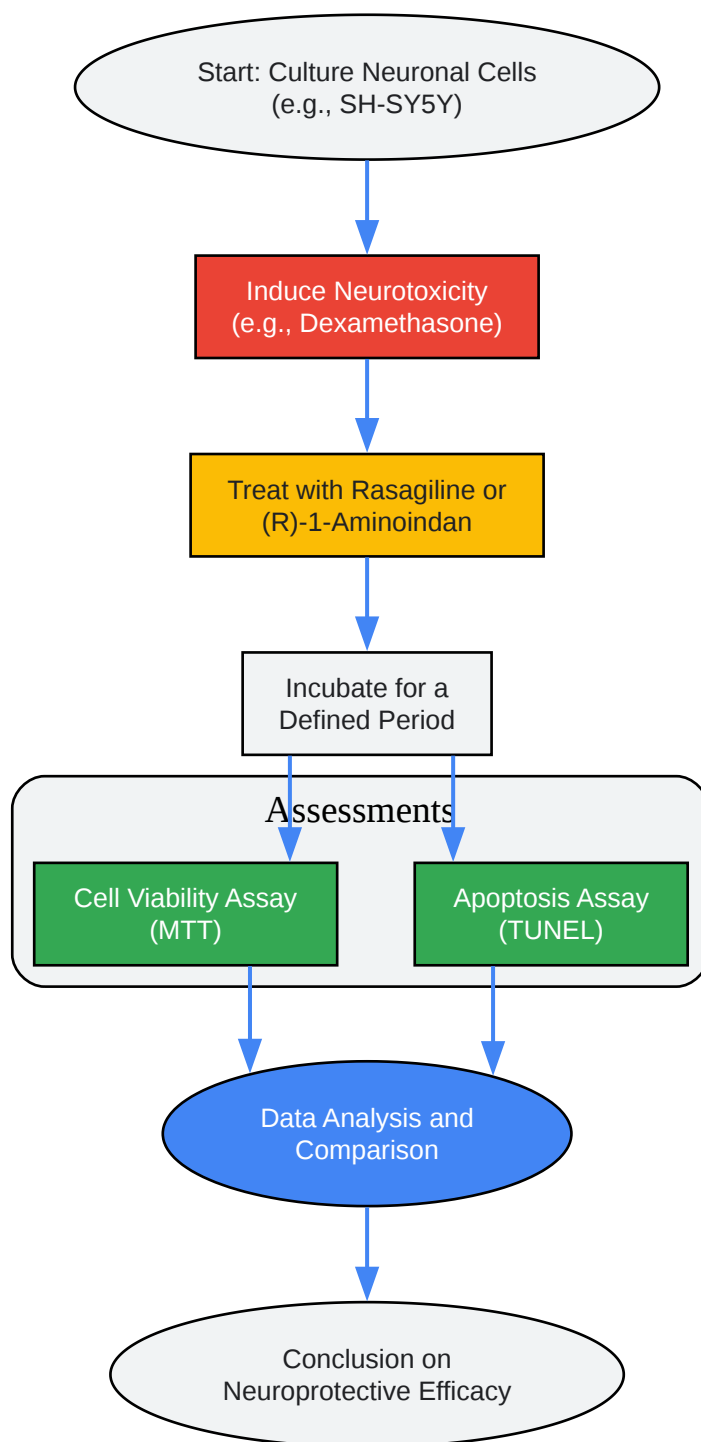 Start: Culture Neuronal Cells
(e.g., SH-SY5Y)
Induce Neurotoxicity
(e.g., Dexamethasone)
Treat with Rasagiline or
(R)-1-Aminoindan
Incubate for a
Defined Period
Assessments
Cell Viability Assay
(MTT)
Apoptosis Assay
(TUNEL)
Data Analysis and
Comparison
Conclusion on
Neuroprotective Efficacy